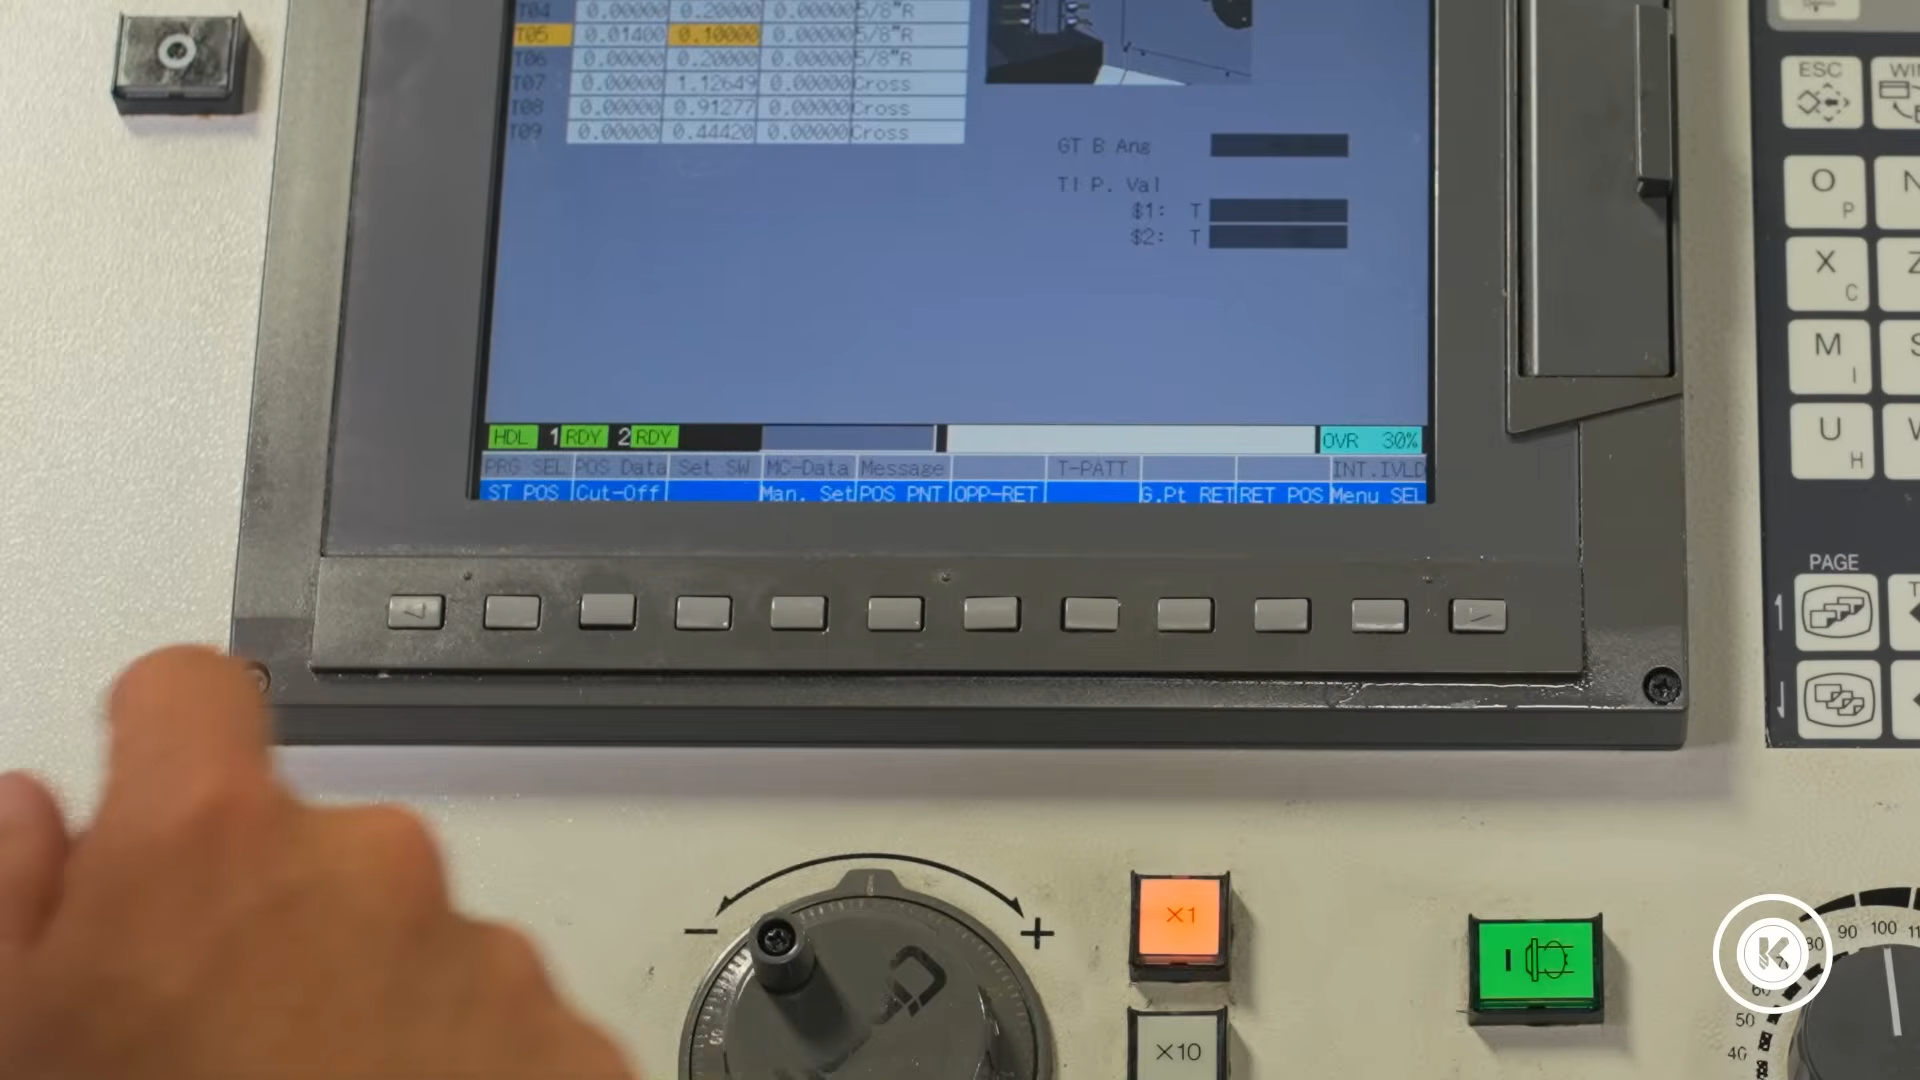 T04 0.00000 0.20000 0.00000 5/8"R
T05 0.01400 0.10000 0.00000 5/8"R
T06 0.00000 0.20000 0.00000 5/8"R
T07 0.00000 1.12649 0.00000 Cross
T08 0.00000 0.91277 0.00000 Cross
T09 0.00000 0.44420 0.00000 Cross
GT B Ang
T! P. Val
$1: T
$2: T
HDL 1 RDY 2 RDY OVR 30%
PRG SEL POS Data Set SW MC-Data Message T-PATT INT.IVLD
ST POS Cut-Off Man. Set POS PNT OPP-RET G.Pt RET RET POS Menu SEL
ESC
O P
X C
M I
U H
PAGE
- +
X1
X10
I
K
40 50 60 80 90 100